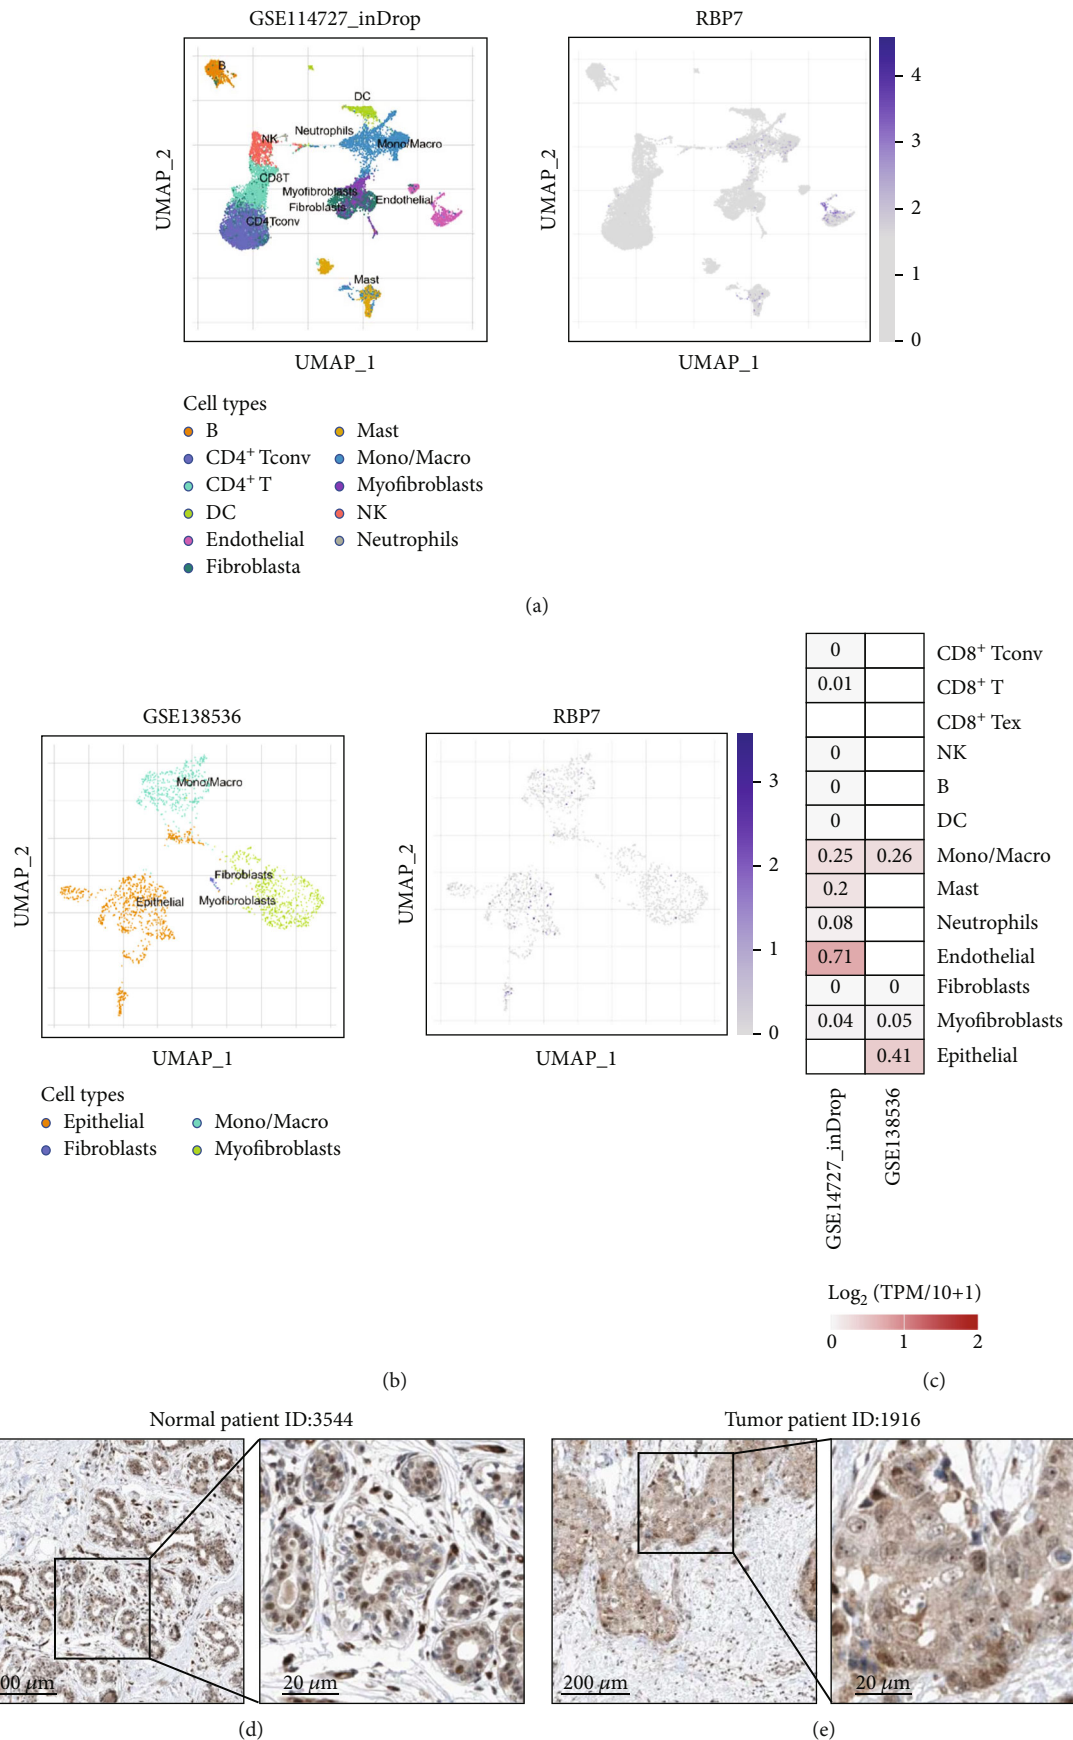 GSE114727_inDrop
RBP7
B
DC
Neutrophils
NK
Mono/Macro
CD8T
Myofibroblasts
Endothelial
Fibroblasts
CD4Tconv
Mast
UMAP_2
UMAP_1
UMAP_2
UMAP_1
4
3
2
1
0
Cell types
B
Mast
CD4+ Tconv
Mono/Macro
CD4+ T
Myofibroblasts
DC
NK
Endothelial
Neutrophils
Fibroblasta
(a)
GSE138536
RBP7
Mono/Macro
Fibroblasts
Epithelial
Myofibroblasts
UMAP_2
UMAP_1
UMAP_2
UMAP_1
3
2
1
0
Cell types
Epithelial
Mono/Macro
Fibroblasts
Myofibroblasts
(b)
0 CD8+ Tconv
0.01 CD8+ T
CD8+ Tex
0 NK
0 B
0 DC
0.25 0.26 Mono/Macro
0.2 Mast
0.08 Neutrophils
0.71 Endothelial
0 0 Fibroblasts
0.04 0.05 Myofibroblasts
0.41 Epithelial
GSE14727_inDrop
GSE138536
Log2 (TPM/10+1)
0 1 2
(c)
Normal patient ID:3544
00 μm
20 μm
(d)
Tumor patient ID:1916
200 μm
20 μm
(e)